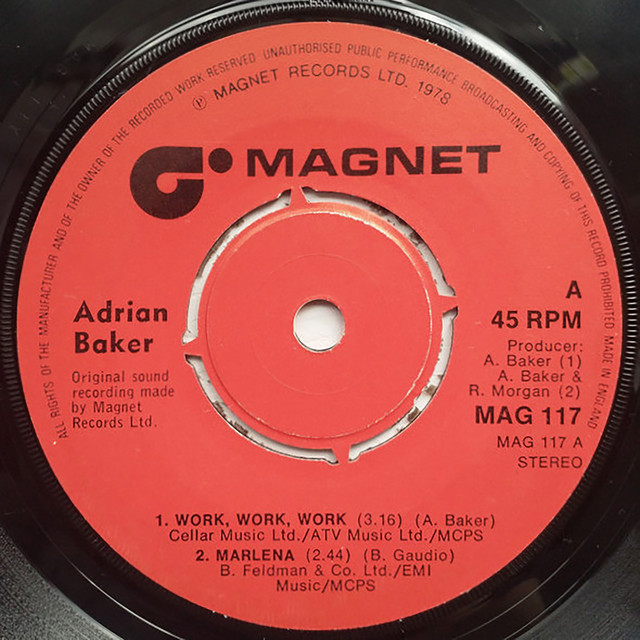 ALL RIGHTS OF THE MANUFACTURER AND OF THE OWNER OF THE RECORDED WORK RESERVED UNAUTHORISED PUBLIC PERFORMANCE BROADCASTING AND COPYING OF THIS RECORD PROHIBITED MADE IN ENGLAND
℗ MAGNET RECORDS LTD. 1978
MAGNET
Adrian
Baker
Original sound
recording made
by Magnet
Records Ltd.
A
45 RPM
Producer:
A. Baker (1)
A. Baker &
R. Morgan (2)
MAG 117
MAG 117 A
STEREO
1. WORK, WORK, WORK (3.16) (A. Baker)
Cellar Music Ltd./ATV Music Ltd./MCPS
2. MARLENA (2.44) (B. Gaudio)
B. Feldman & Co. Ltd./EMI
Music/MCPS